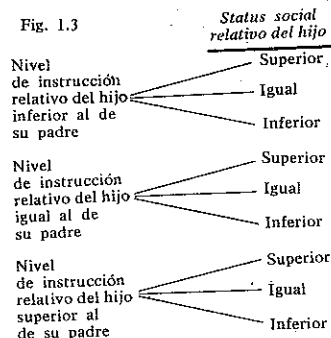 Fig. 1.3
Status social
relativo del hijo
Nivel
de instrucción
relativo del hijo
inferior al de
su padre
Superior
Igual
Inferior
Nivel
de instrucción
relativo del hijo
igual al de
su padre
Superior
Igual
Inferior
Nivel
de instrucción
relativo del hijo
superior al
de su padre
Superior
Igual
Inferior